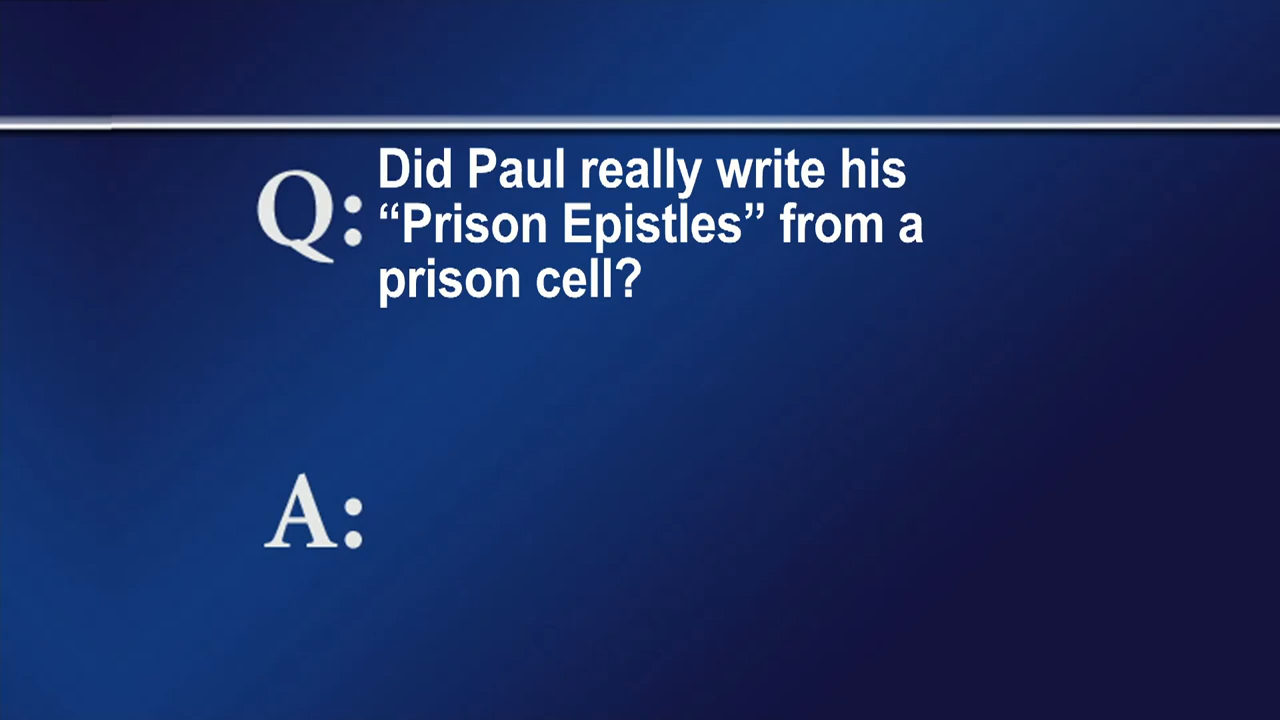 Q: Did Paul really write his
“Prison Epistles” from a
prison cell?
A: